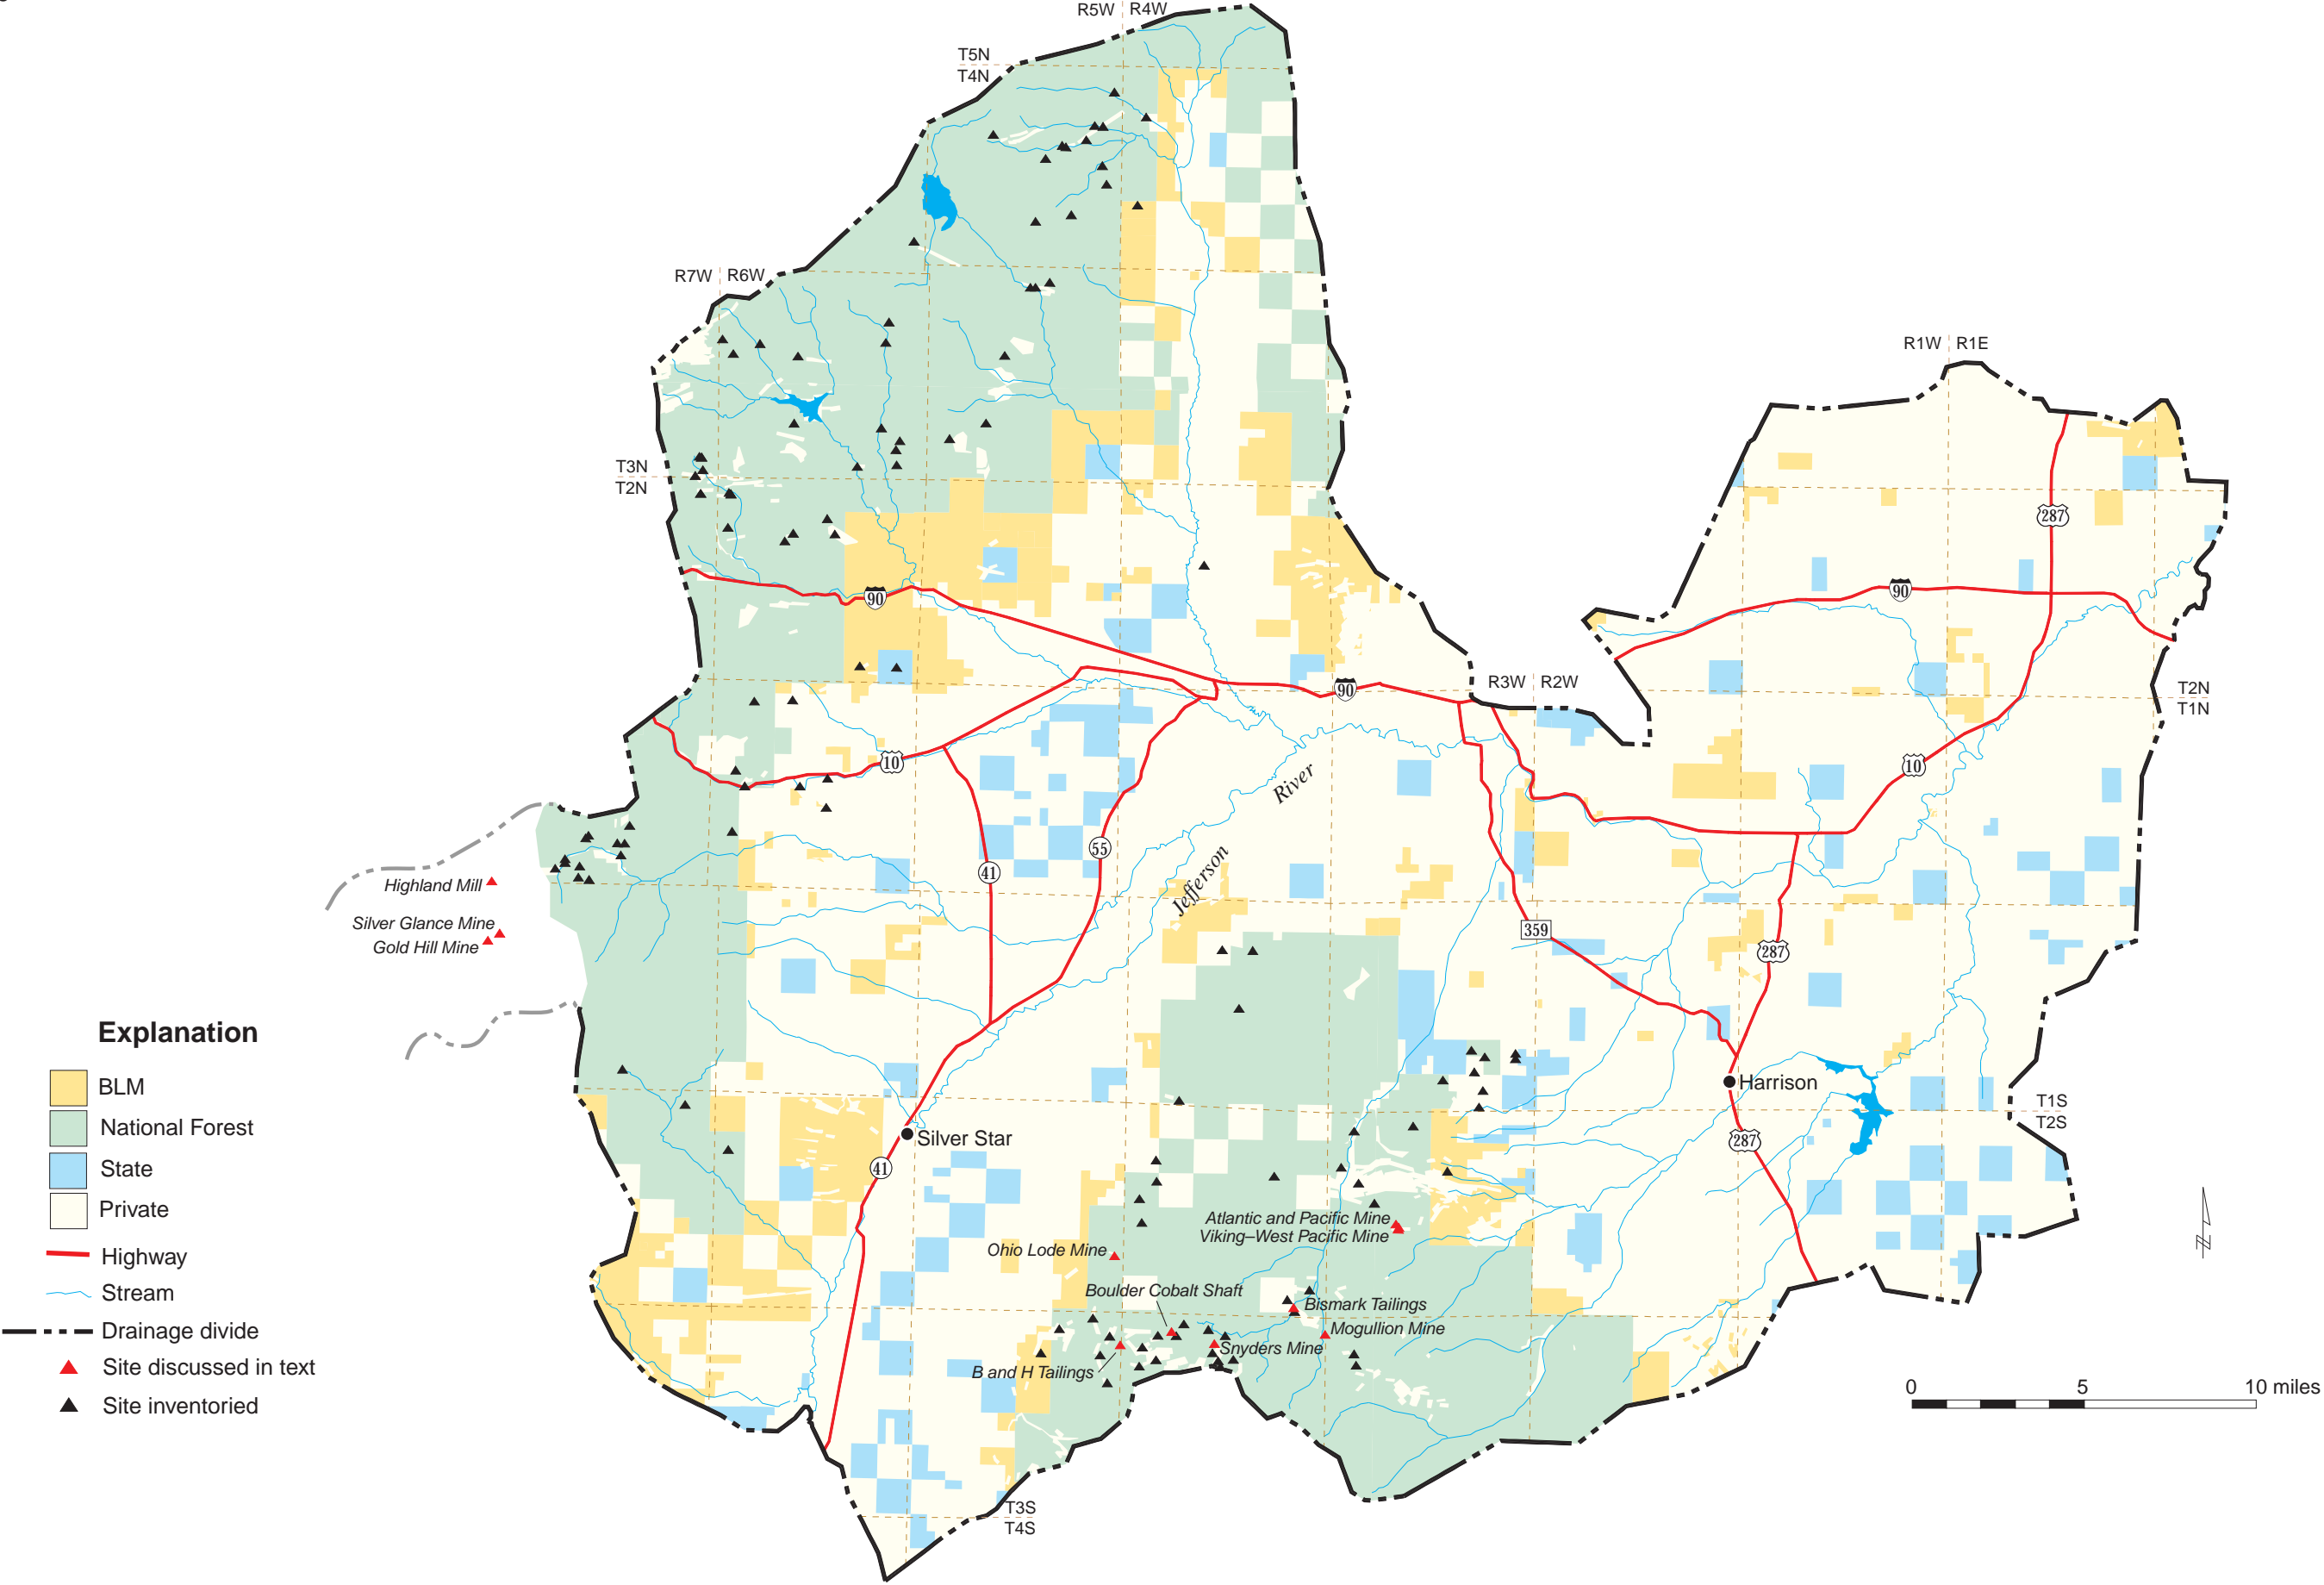 R5W R4W
T5N
T4N
R7W R6W
R1W R1E
T3N
T2N
287
90
90
R3W R2W
90
T2N
T1N
10
10
River
55
41
Jefferson
Highland Mill
359
Silver Glance Mine
Gold Hill Mine
287
Explanation
BLM
National Forest
State
Private
Highway
Stream
Drainage divide
Site discussed in text
Site inventoried
Harrison
T1S
T2S
Silver Star
287
41
Atlantic and Pacific Mine
Viking–West Pacific Mine
Ohio Lode Mine
Boulder Cobalt Shaft
Bismark Tailings
Mogullion Mine
Snyders Mine
B and H Tailings
0 5 10 miles
T3S
T4S
N